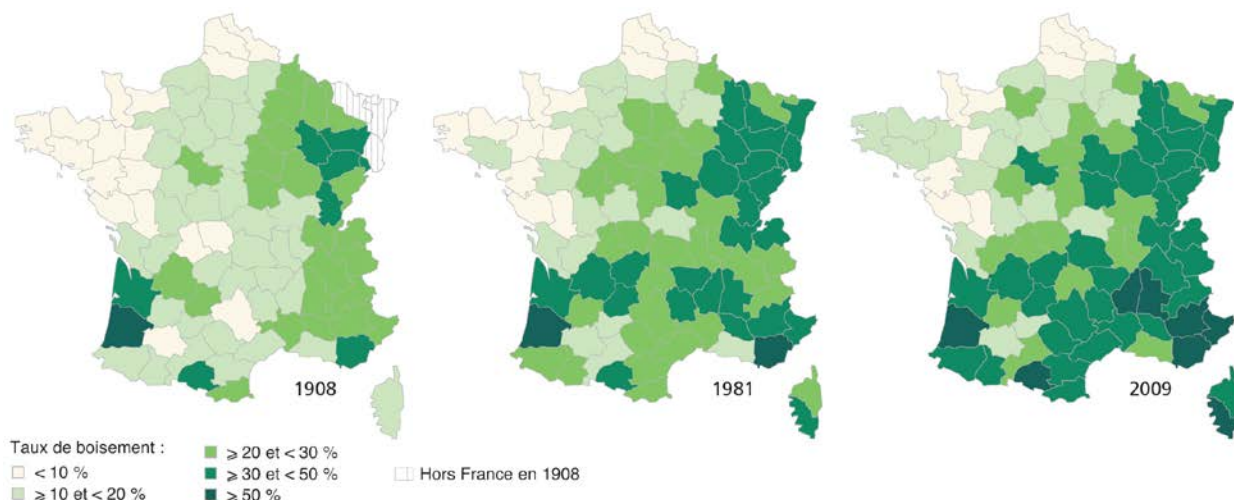 1908
1981
2009
Taux de boisement :
< 10 %
⩾ 10 et < 20 %
⩾ 20 et < 30 %
⩾ 30 et < 50 %
⩾ 50 %
Hors France en 1908